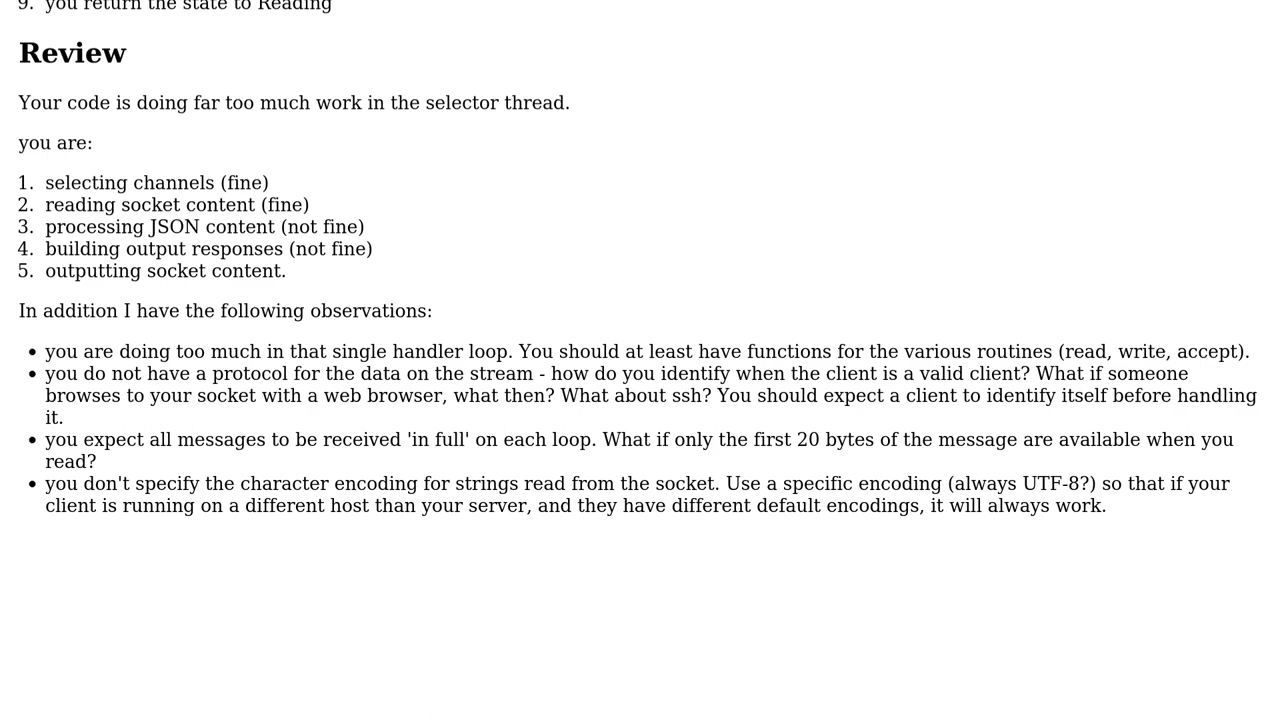 9. you return the state to Reading
Review
Your code is doing far too much work in the selector thread.
you are:
1. selecting channels (fine)
2. reading socket content (fine)
3. processing JSON content (not fine)
4. building output responses (not fine)
5. outputting socket content.
In addition I have the following observations:
• you are doing too much in that single handler loop. You should at least have functions for the various routines (read, write, accept).
• you do not have a protocol for the data on the stream - how do you identify when the client is a valid client? What if someone
browses to your socket with a web browser, what then? What about ssh? You should expect a client to identify itself before handling
it.
• you expect all messages to be received 'in full' on each loop. What if only the first 20 bytes of the message are available when you
read?
• you don't specify the character encoding for strings read from the socket. Use a specific encoding (always UTF-8?) so that if your
client is running on a different host than your server, and they have different default encodings, it will always work.